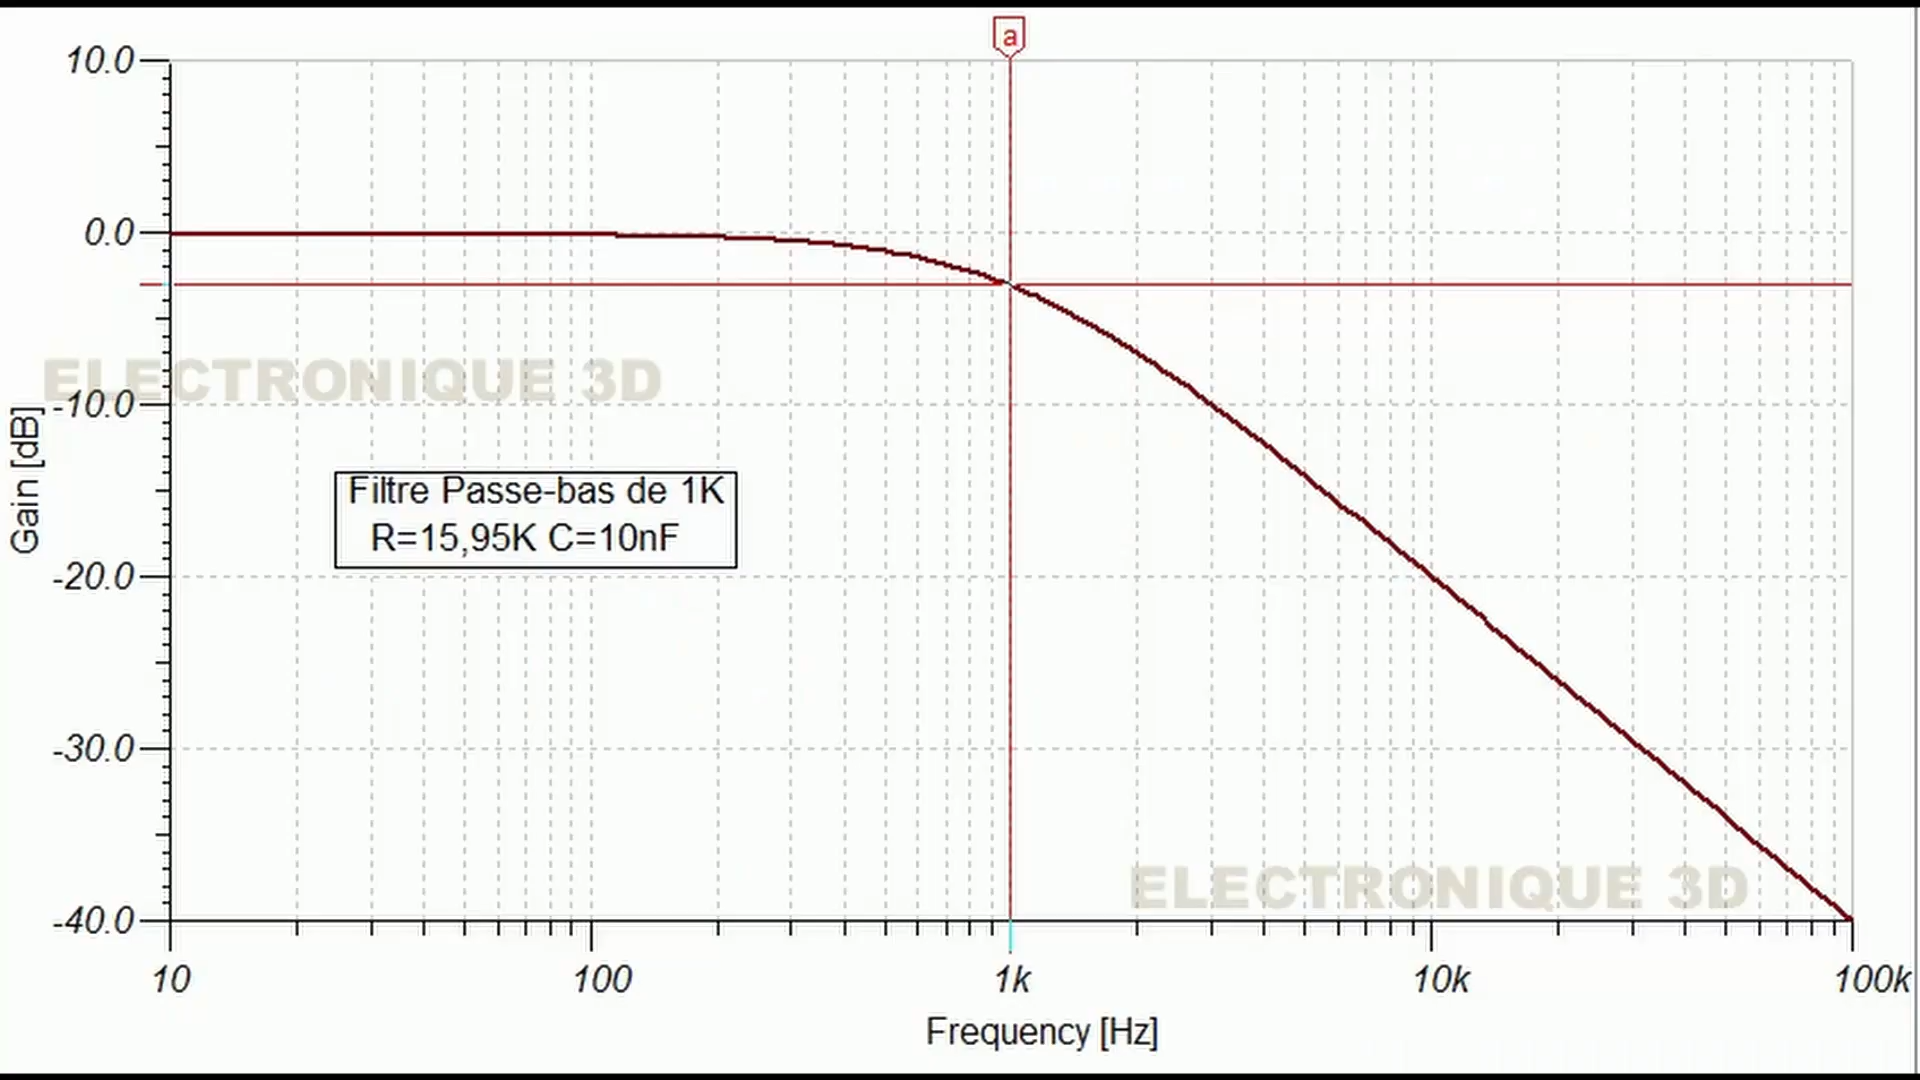 a
10.0
0.0
ELECTRONIQUE 3D
-10.0
Gain [dB]
Filtre Passe-bas de 1K
R=15,95K C=10nF
-20.0
-30.0
ELECTRONIQUE 3D
-40.0
10 100 1k 10k 100k
Frequency [Hz]